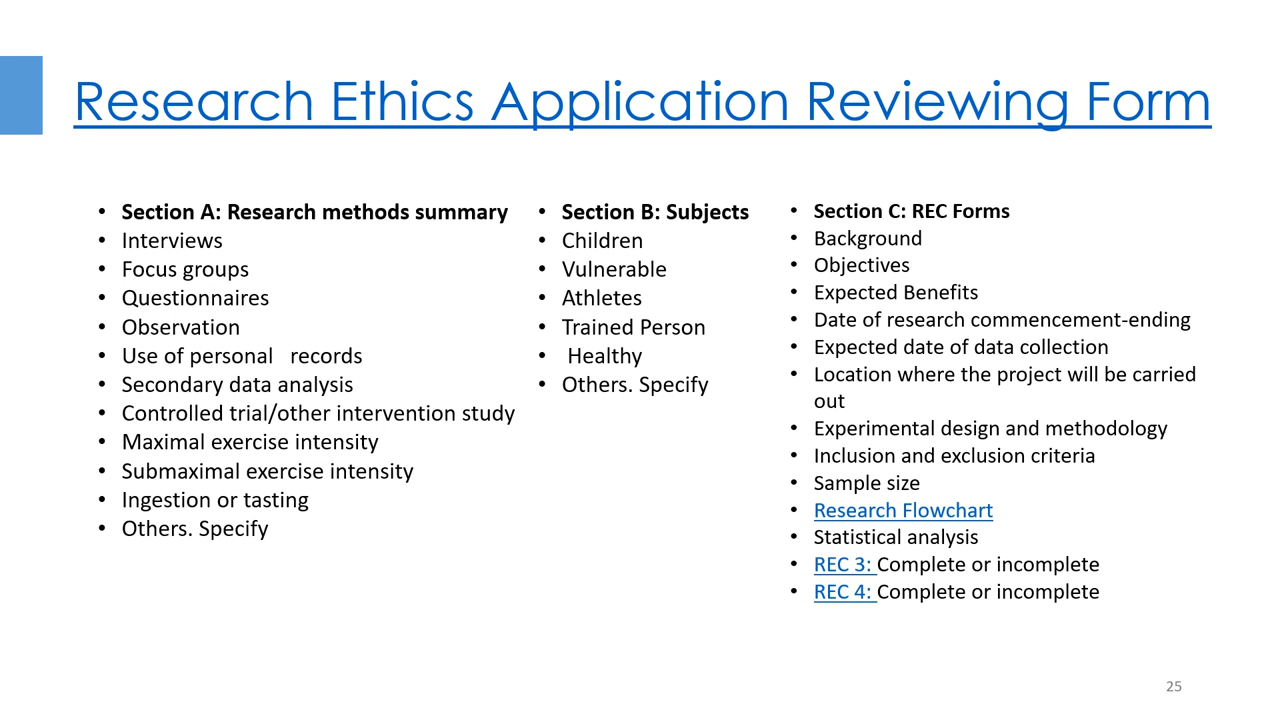 Research Ethics Application Reviewing Form
• Section A: Research methods summary
• Interviews
• Focus groups
• Questionnaires
• Observation
• Use of personal   records
• Secondary data analysis
• Controlled trial/other intervention study
• Maximal exercise intensity
• Submaximal exercise intensity
• Ingestion or tasting
• Others. Specify
• Section B: Subjects
• Children
• Vulnerable
• Athletes
• Trained Person
• Healthy
• Others. Specify
• Section C: REC Forms
• Background
• Objectives
• Expected Benefits
• Date of research commencement-ending
• Expected date of data collection
• Location where the project will be carried
out
• Experimental design and methodology
• Inclusion and exclusion criteria
• Sample size
• Research Flowchart
• Statistical analysis
• REC 3: Complete or incomplete
• REC 4: Complete or incomplete
25